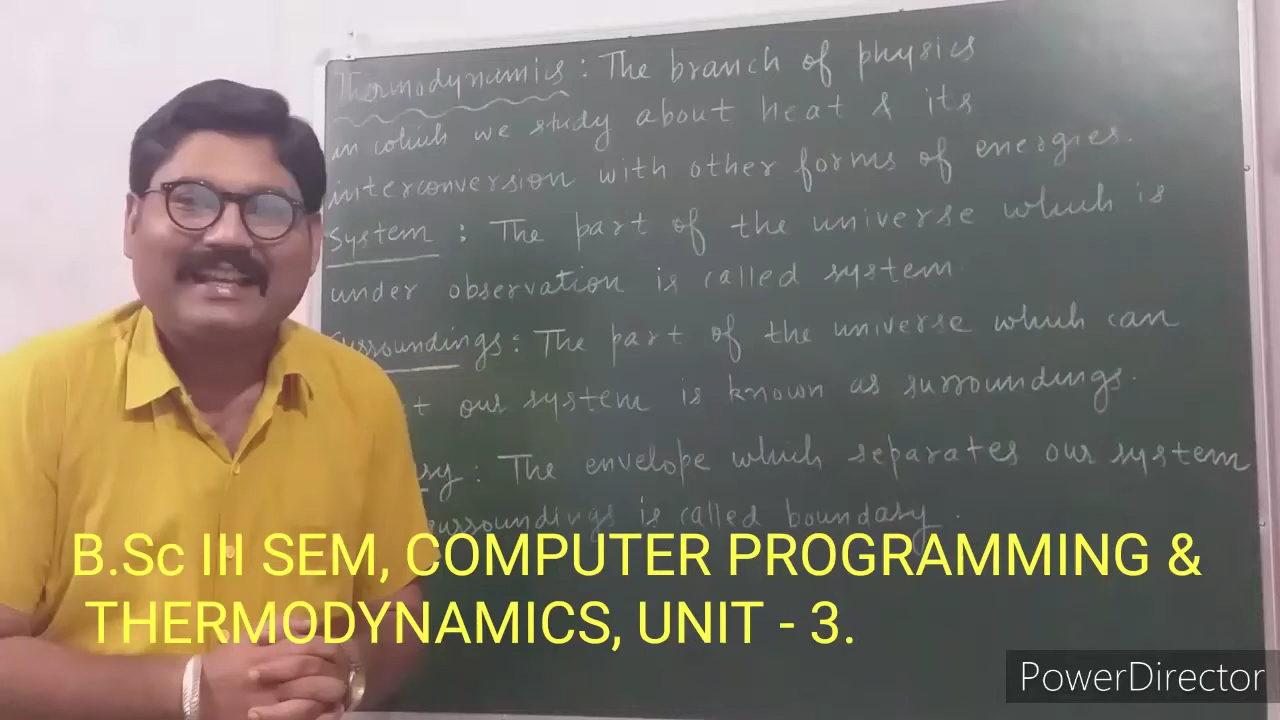 Thermodynamics : The branch of physics
in which we study about heat & its
interconversion with other forms of energies.
System : The part of the universe which is
under observation is called system.
Surroundings : The part of the universe which can
our system is known as surroundings.
: The envelope which separates our system
surroundings is called boundary.
B.Sc III SEM, COMPUTER PROGRAMMING &
THERMODYNAMICS, UNIT - 3.
PowerDirector